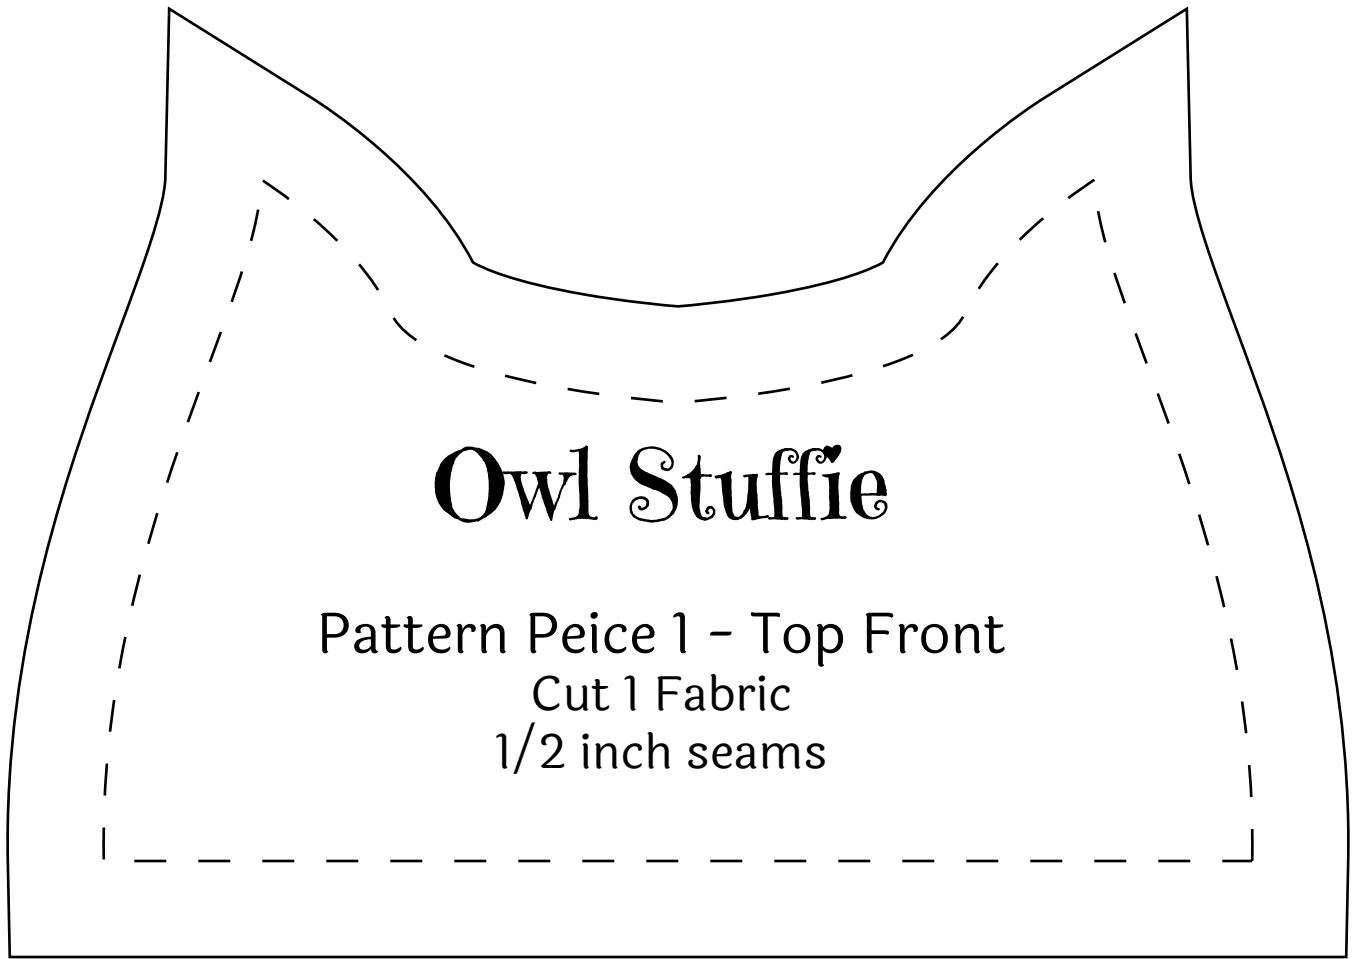 Owl Stuffie
Pattern Peice 1 - Top Front
Cut 1 Fabric
1/2 inch seams